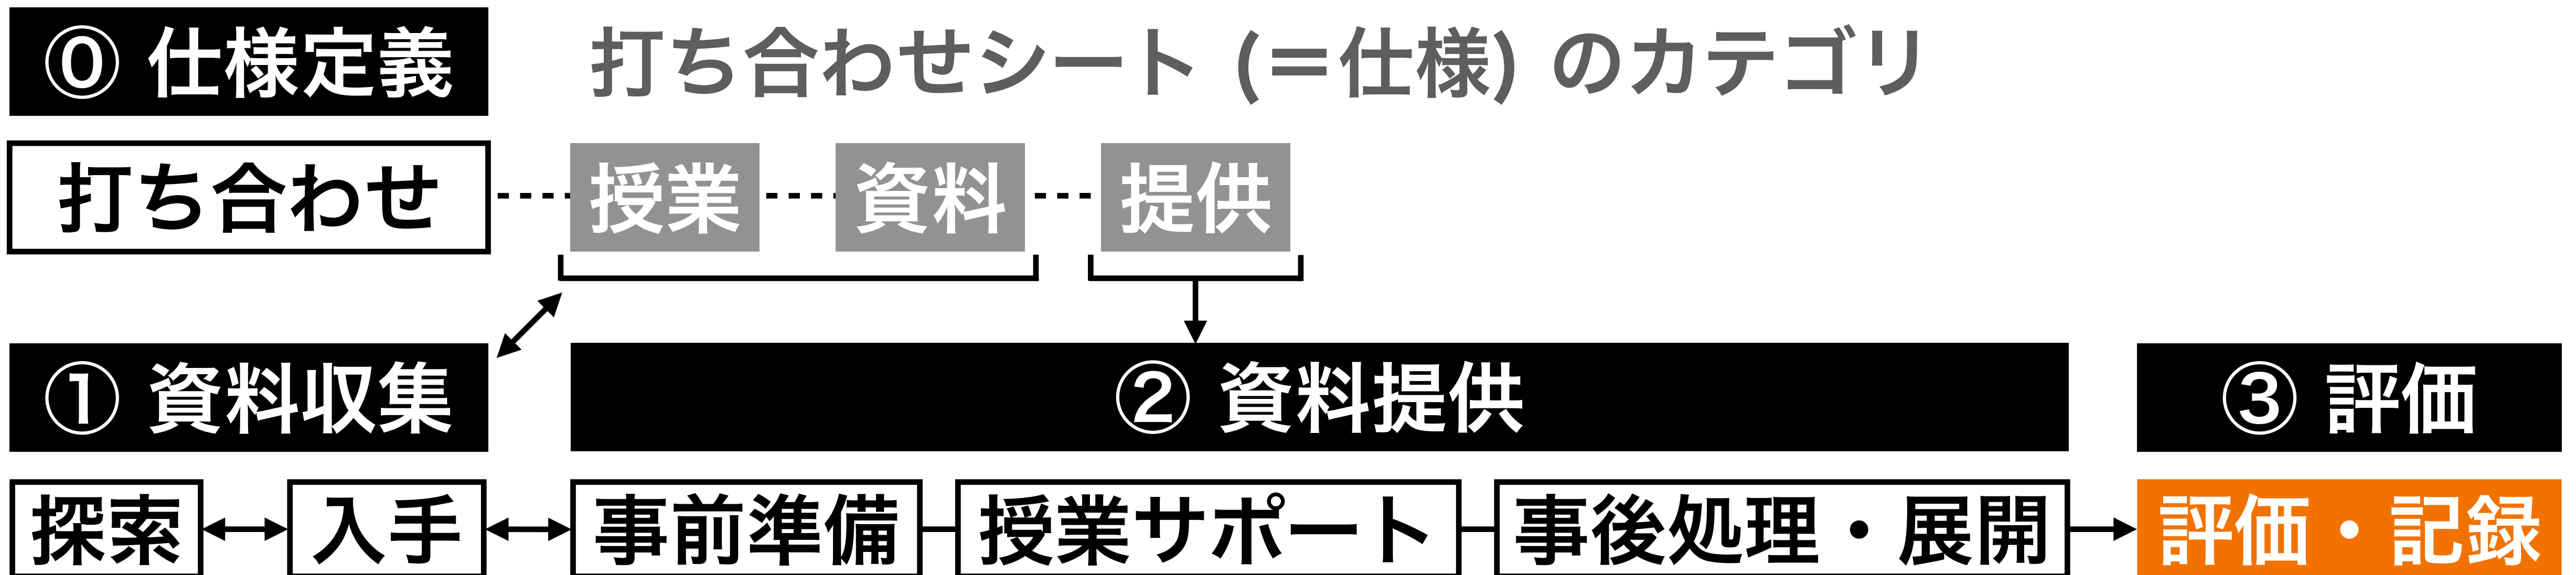 ⓪ 仕様定義
打ち合わせシート (=仕様) のカテゴリ
打ち合わせ
授業
資料
提供
① 資料収集
② 資料提供
③ 評価
探索
入手
事前準備
授業サポート
事後処理・展開
評価・記録